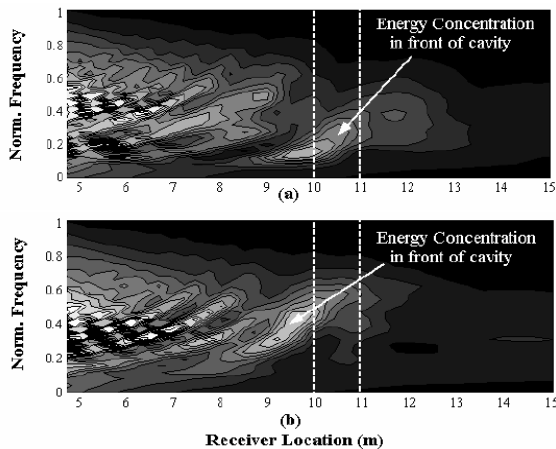 1
0.8
0.6
0.4
0.2
0
Norm. Frequency
Energy Concentration
in front of cavity
5 6 7 8 9 10 11 12 13 14 15
(a)
1
0.8
0.6
0.4
0.2
0
Norm. Frequency
Energy Concentration
in front of cavity
5 6 7 8 9 10 11 12 13 14 15
(b)
Receiver Location (m)